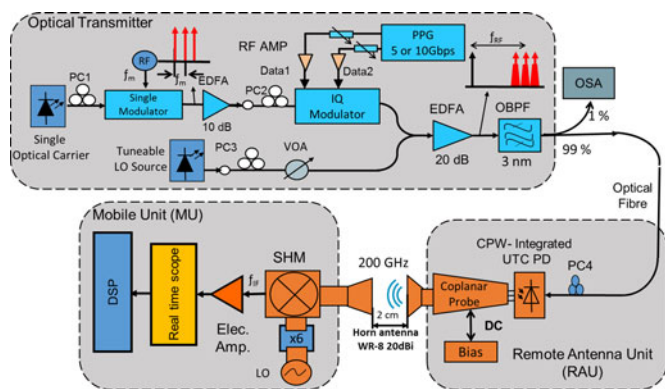 Optical Transmitter
RF
fm
fm
PC1
Single
Modulator
EDFA
10 dB
Single
Optical Carrier
RF AMP
Data1
Data2
PPG
5 or 10Gbps
PC2
IQ
Modulator
fRF
EDFA
20 dB
OBPF
3 nm
OSA
1 %
99 %
Tuneable
LO Source
PC3
VOA
Optical
Fibre
Mobile Unit (MU)
DSP
Real time scope
Elec.
Amp.
fIF
SHM
x6
LO
200 GHz
2 cm
Horn antenna
WR-8 20dBi
CPW- Integrated
UTC PD
Coplanar
Probe
PC4
DC
Bias
Remote Antenna Unit
(RAU)